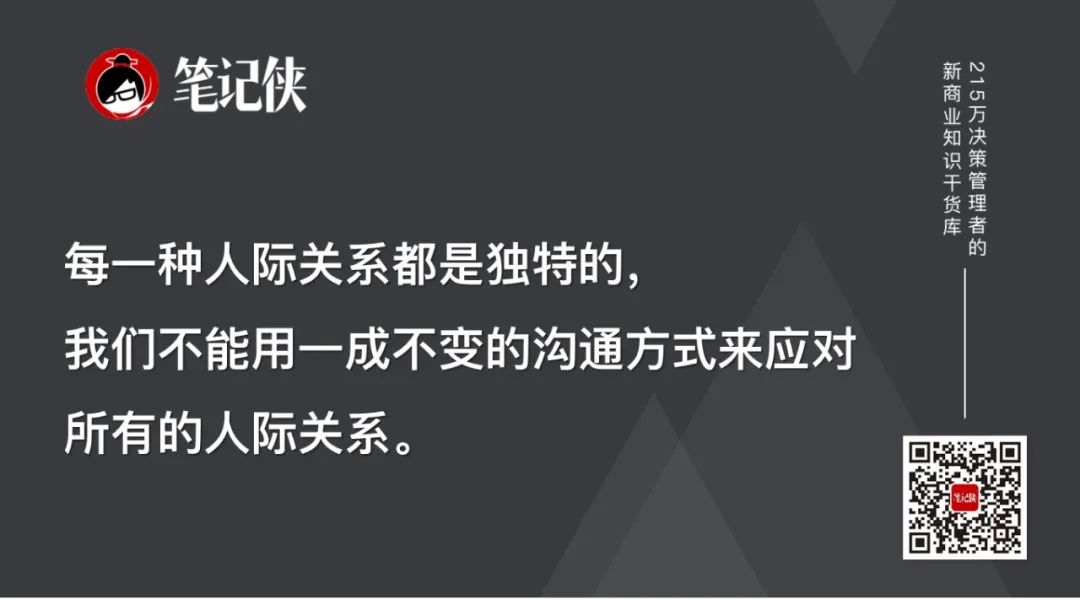 笔记侠
215万决策管理者的
新商业知识干货库
每一种人际关系都是独特的，
我们不能用一成不变的沟通方式来应对
所有的人际关系。
笔记侠